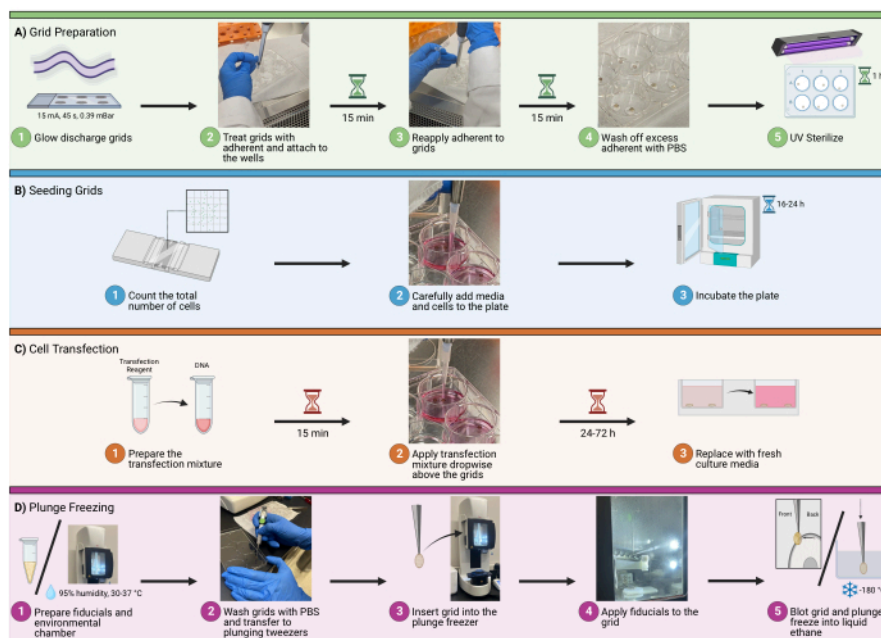 A) Grid Preparation
15 mA, 45 s, 0.39 mBar
15 min
15 min
1 h
1 Glow discharge grids
2 Treat grids with
adherent and attach to
the wells
3 Reapply adherent to
grids
4 Wash off excess
adherent with PBS
5 UV Sterilize
B) Seeding Grids
16-24 h
1 Count the total
number of cells
2 Carefully add media
and cells to the plate
3 Incubate the plate
C) Cell Transfection
Transfection
Reagent
DNA
15 min
24-72 h
1 Prepare the
transfection mixture
2 Apply transfection
mixture dropwise
above the grids
3 Replace with fresh
culture media
D) Plunge Freezing
95% humidity, 30-37 °C
Front
Back
-180 °
1 Prepare fiducials and
environmental
chamber
2 Wash grids with PBS
and transfer to
plunging tweezers
3 Insert grid into the
plunge freezer
4 Apply fiducials to the
grid
5 Blot grid and plunge
freeze into liquid
ethane